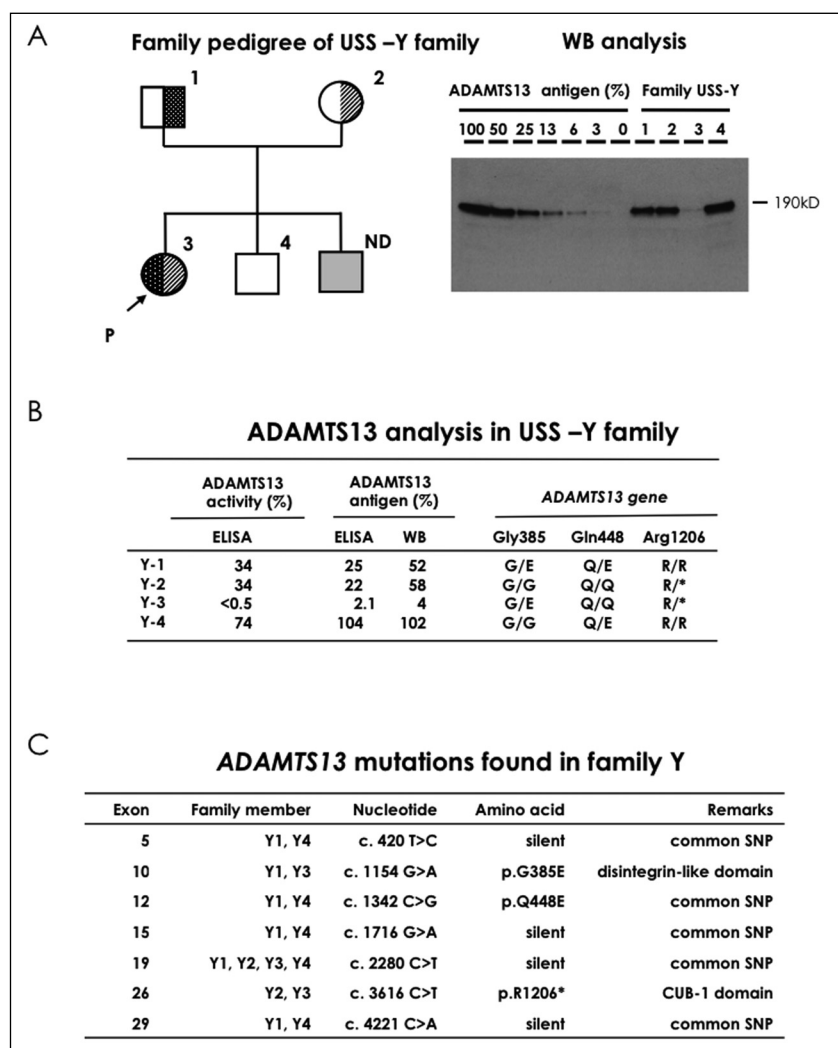 A
Family pedigree of USS –Y family
WB analysis
1
2
3
4
ND
P
ADAMTS13 antigen (%) Family USS-Y
100 50 25 13 6 3 0 1 2 3 4
190kD
B
ADAMTS13 analysis in USS –Y family
ADAMTS13 activity (%) ADAMTS13 antigen (%) ADAMTS13 gene
ELISA ELISA WB Gly385 Gln448 Arg1206
Y-1 34 25 52 G/E Q/E R/R
Y-2 34 22 58 G/G Q/Q R/*
Y-3 <0.5 2.1 4 G/E Q/Q R/*
Y-4 74 104 102 G/G Q/E R/R
C
ADAMTS13 mutations found in family Y
Exon Family member Nucleotide Amino acid Remarks
5 Y1, Y4 c. 420 T>C silent common SNP
10 Y1, Y3 c. 1154 G>A p.G385E disintegrin-like domain
12 Y1, Y4 c. 1342 C>G p.Q448E common SNP
15 Y1, Y4 c. 1716 G>A silent common SNP
19 Y1, Y2, Y3, Y4 c. 2280 C>T silent common SNP
26 Y2, Y3 c. 3616 C>T p.R1206* CUB-1 domain
29 Y1, Y4 c. 4221 C>A silent common SNP